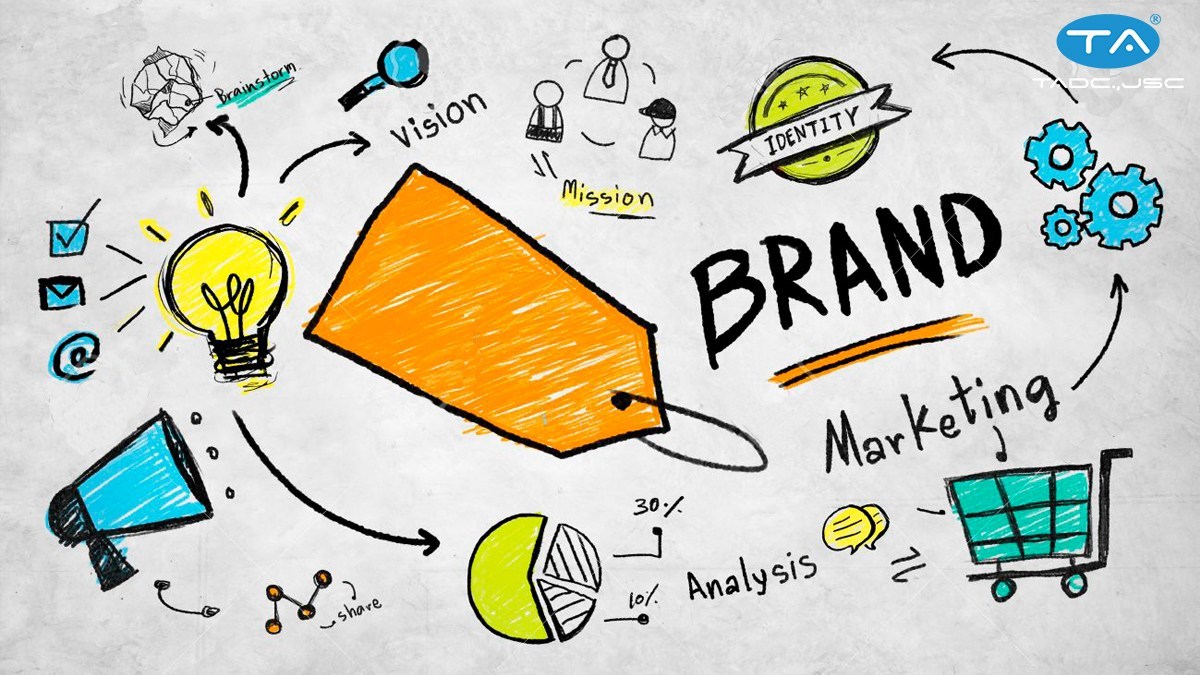 TA®
TADC.,JSC
Brainstorm
Vision
Mission
IDENTITY
BRAND
Marketing
@
30%
Analysis
10%
share